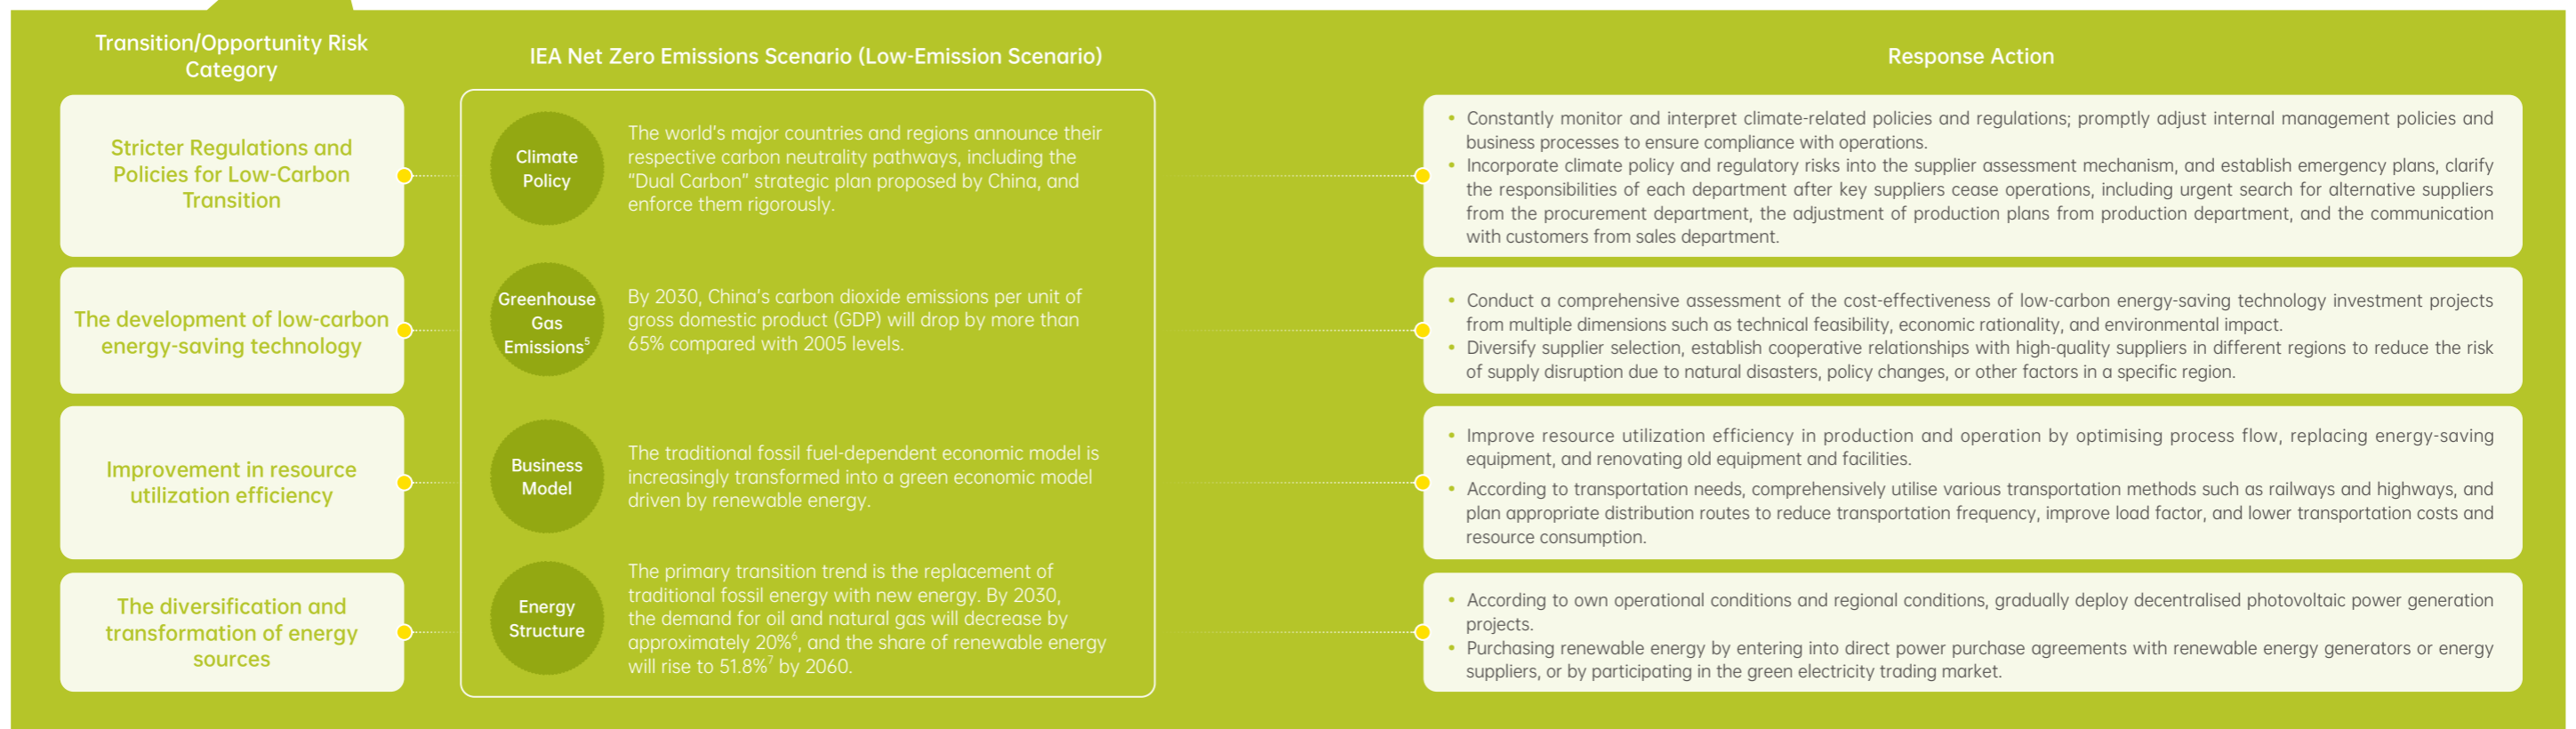 Transition/Opportunity Risk
Category
IEA Net Zero Emissions Scenario (Low-Emission Scenario)
Response Action
Stricter Regulations and
Policies for Low-Carbon
Transition
Climate
Policy
The world's major countries and regions announce their
respective carbon neutrality pathways, including the
"Dual Carbon" strategic plan proposed by China, and
enforce them rigorously.
• Constantly monitor and interpret climate-related policies and regulations; promptly adjust internal management policies and
business processes to ensure compliance with operations.
• Incorporate climate policy and regulatory risks into the supplier assessment mechanism, and establish emergency plans, clarify
the responsibilities of each department after key suppliers cease operations, including urgent search for alternative suppliers
from the procurement department, the adjustment of production plans from production department, and the communication
with customers from sales department.
The development of low-carbon
energy-saving technology
Greenhouse
Gas
Emissions5
By 2030, China's carbon dioxide emissions per unit of
gross domestic product (GDP) will drop by more than
65% compared with 2005 levels.
• Conduct a comprehensive assessment of the cost-effectiveness of low-carbon energy-saving technology investment projects
from multiple dimensions such as technical feasibility, economic rationality, and environmental impact.
• Diversify supplier selection, establish cooperative relationships with high-quality suppliers in different regions to reduce the risk
of supply disruption due to natural disasters, policy changes, or other factors in a specific region.
Improvement in resource
utilization efficiency
Business
Model
The traditional fossil fuel-dependent economic model is
increasingly transformed into a green economic model
driven by renewable energy.
• Improve resource utilization efficiency in production and operation by optimising process flow, replacing energy-saving
equipment, and renovating old equipment and facilities.
• According to transportation needs, comprehensively utilise various transportation methods such as railways and highways, and
plan appropriate distribution routes to reduce transportation frequency, improve load factor, and lower transportation costs and
resource consumption.
The diversification and
transformation of energy
sources
Energy
Structure
The primary transition trend is the replacement of
traditional fossil energy with new energy. By 2030,
the demand for oil and natural gas will decrease by
approximately 20%6, and the share of renewable energy
will rise to 51.8%7 by 2060.
• According to own operational conditions and regional conditions, gradually deploy decentralised photovoltaic power generation
projects.
• Purchasing renewable energy by entering into direct power purchase agreements with renewable energy generators or energy
suppliers, or by participating in the green electricity trading market.